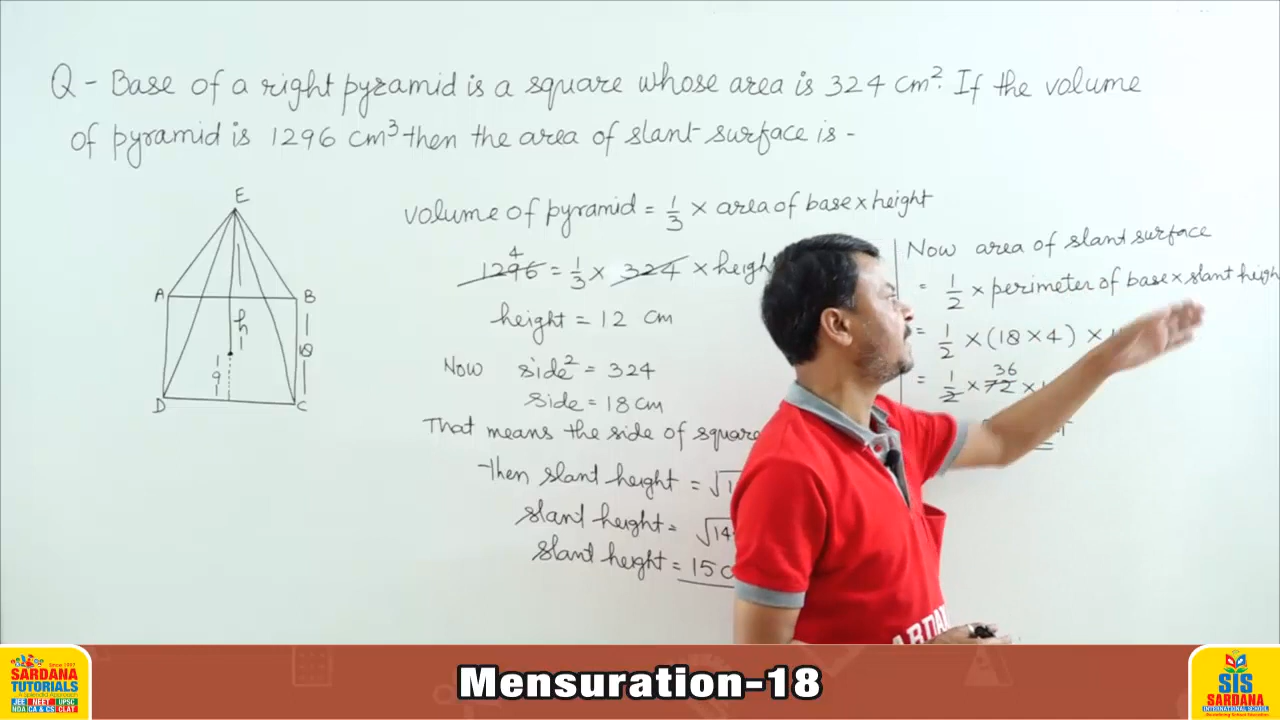 Q - Base of a right pyramid is a square whose area is 324 cm². If the volume
of pyramid is 1296 cm³ then the area of slant surface is -
E
A
B
h
18
9
D
C
volume of pyramid = 1/3 × area of base × height
4
1296 = 1/3 × 324 × heigh
height = 12 cm
Now side² = 324
side = 18 cm
That means the side of square
Then slant height = √1
slant height = √14
slant height = 15 c
Now area of slant surface
= 1/2 × perimeter of base × slant heigh
= 1/2 × (18 × 4) ×
36
= 1/2 × 72 ×
Mensuration-18
Since 1997
SARDANA
TUTORIALS
A Splendid Approach
JEE NEET UPSC
NDA CA & CS CLAT
SIS
SARDANA
INTERNATIONAL SCHOOL